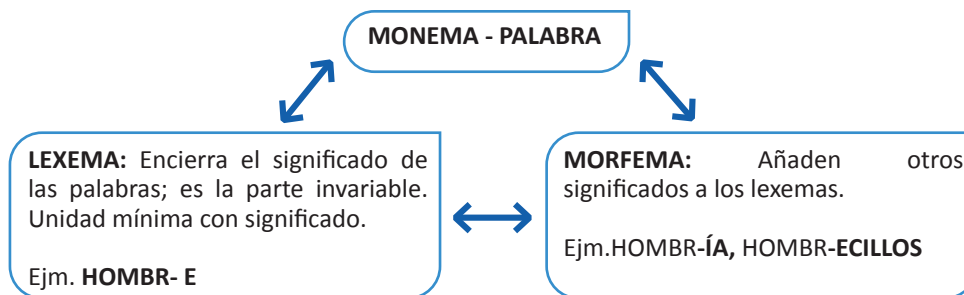 MONEMA - PALABRA
LEXEMA: Encierra el significado de
las palabras; es la parte invariable.
Unidad mínima con significado.
Ejm. HOMBR- E
MORFEMA: Añaden otros
significados a los lexemas.
Ejm.HOMBR-ÍA, HOMBR-ECILLOS